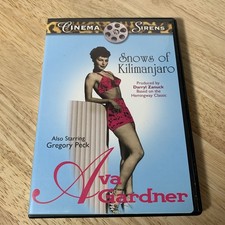 CINEMA SIRENS
Snows of
Kilimanjaro
Produced by
Darryl Zanuck
Based on the
Hemingway Classic
Also Starring
Gregory Peck
Ava
Gardner